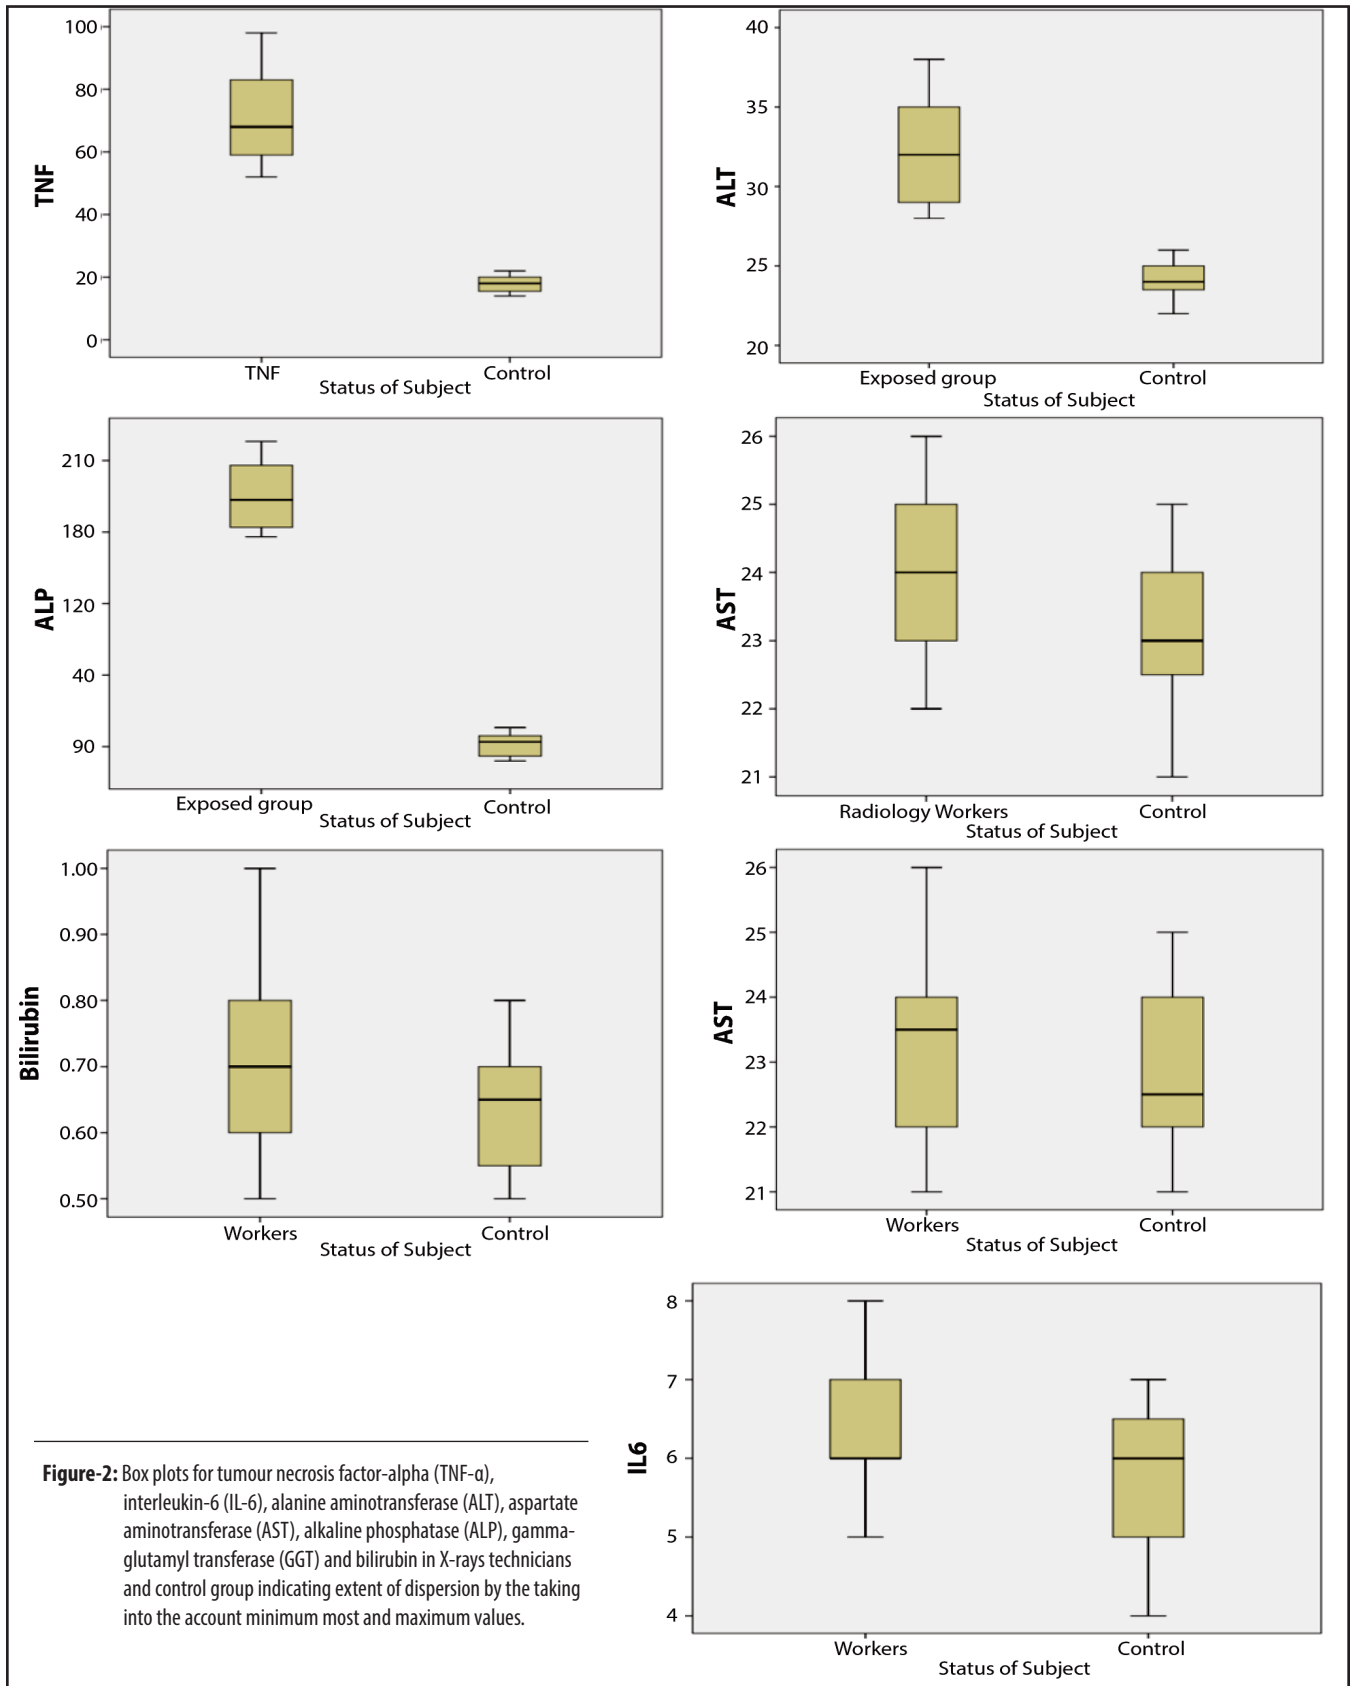 100
80
60
40
20
0
TNF
TNF
Control
Status of Subject
40
35
30
25
20
ALT
Exposed group
Control
Status of Subject
210
180
120
40
90
ALP
Exposed group
Control
Status of Subject
26
25
24
23
22
21
AST
Radiology Workers
Control
Status of Subject
1.00
0.90
0.80
0.70
0.60
0.50
Bilirubin
Workers
Control
Status of Subject
26
25
24
23
22
21
AST
Workers
Control
Status of Subject
8
7
6
5
4
IL6
Workers
Control
Status of Subject
Figure-2: Box plots for tumour necrosis factor-alpha (TNF-α),
interleukin-6 (IL-6), alanine aminotransferase (ALT), aspartate
aminotransferase (AST), alkaline phosphatase (ALP), gamma-
glutamyl transferase (GGT) and bilirubin in X-rays technicians
and control group indicating extent of dispersion by the taking
into the account minimum most and maximum values.